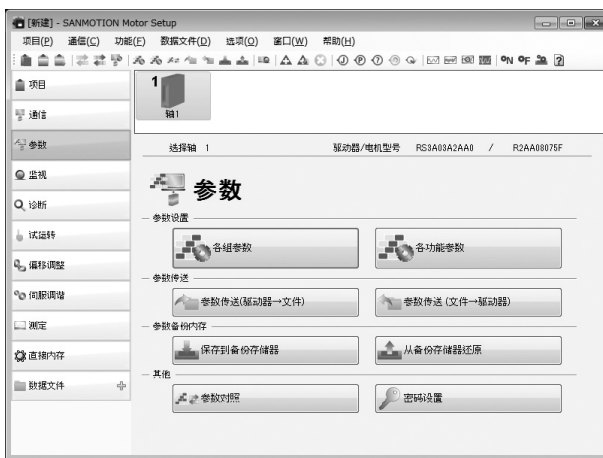 [新建] - SANMOTION Motor Setup
项目(P) 通信(C) 功能(F) 数据文件(D) 选项(O) 窗口(W) 帮助(H)
ON OFF
项目
通信
参数
监视
诊断
试运转
偏移调整
伺服调谐
测定
直接内存
数据文件
1
轴1
选择轴 1 驱动器/电机型号 RS3A03A2AA0 / R2AA08075F
参数
参数设置
各组参数 各功能参数
参数传送
参数传送(驱动器→文件) 参数传送 (文件→驱动器)
参数备份内存
保存到备份存储器 从备份存储器还原
其他
参数对照 密码设置